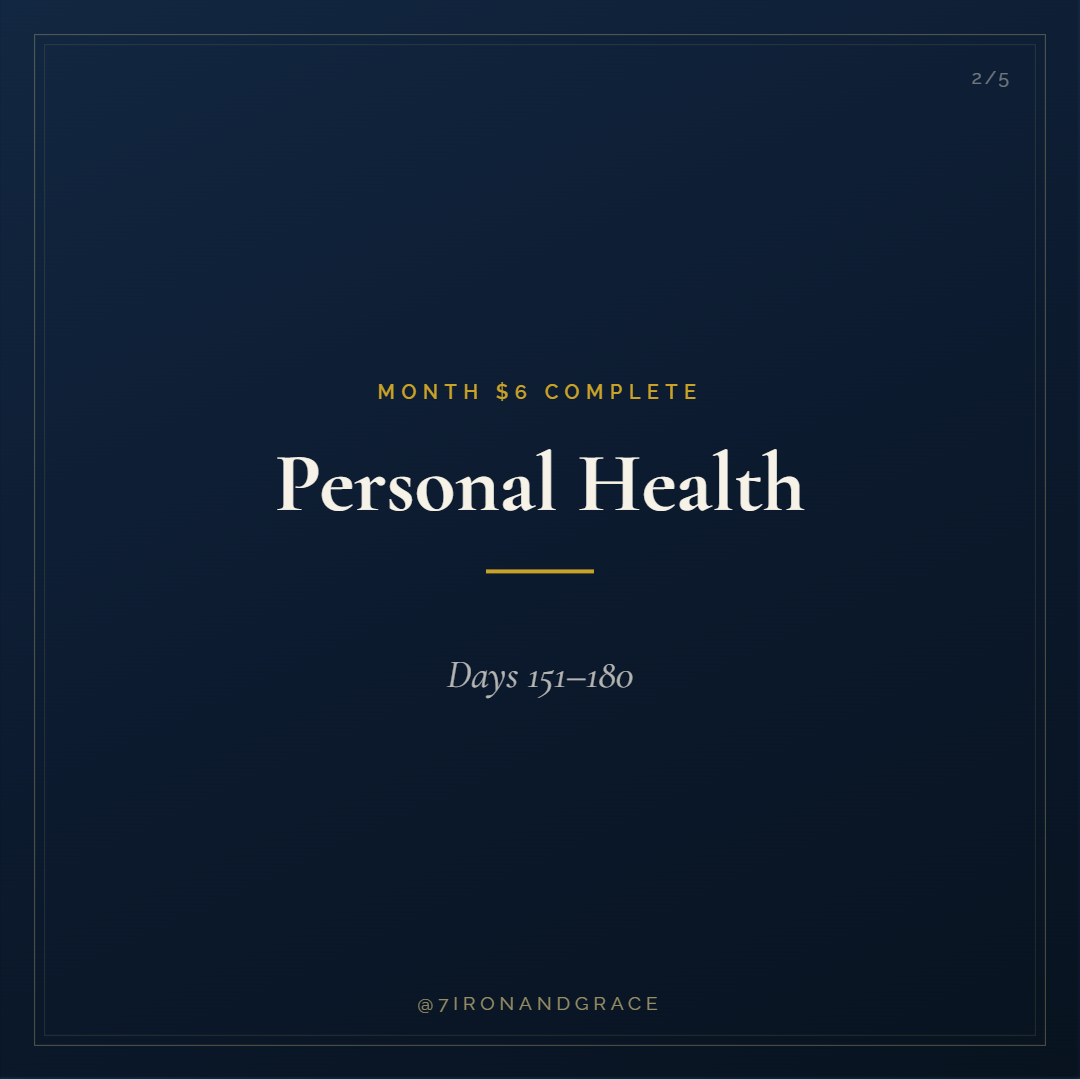 2/5
MONTH $6 COMPLETE
Personal Health
Days 151–180
@7IRONANDGRACE